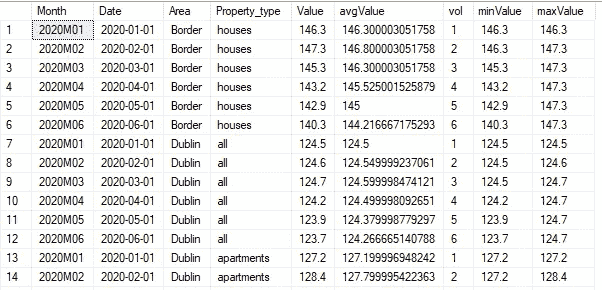 Month Date Area Property_type Value avgValue vol minValue maxValue
1 2020M01 2020-01-01 Border houses 146.3 146.300003051758 1 146.3 146.3
2 2020M02 2020-02-01 Border houses 147.3 146.800003051758 2 146.3 147.3
3 2020M03 2020-03-01 Border houses 145.3 146.300003051758 3 145.3 147.3
4 2020M04 2020-04-01 Border houses 143.2 145.525001525879 4 143.2 147.3
5 2020M05 2020-05-01 Border houses 142.9 145 5 142.9 147.3
6 2020M06 2020-06-01 Border houses 140.3 144.216667175293 6 140.3 147.3
7 2020M01 2020-01-01 Dublin all 124.5 124.5 1 124.5 124.5
8 2020M02 2020-02-01 Dublin all 124.6 124.549999237061 2 124.5 124.6
9 2020M03 2020-03-01 Dublin all 124.7 124.599998474121 3 124.5 124.7
10 2020M04 2020-04-01 Dublin all 124.2 124.499998092651 4 124.2 124.7
11 2020M05 2020-05-01 Dublin all 123.9 124.379998779297 5 123.9 124.7
12 2020M06 2020-06-01 Dublin all 123.7 124.266665140788 6 123.7 124.7
13 2020M01 2020-01-01 Dublin apartments 127.2 127.199996948242 1 127.2 127.2
14 2020M02 2020-02-01 Dublin apartments 128.4 127.799995422363 2 127.2 128.4